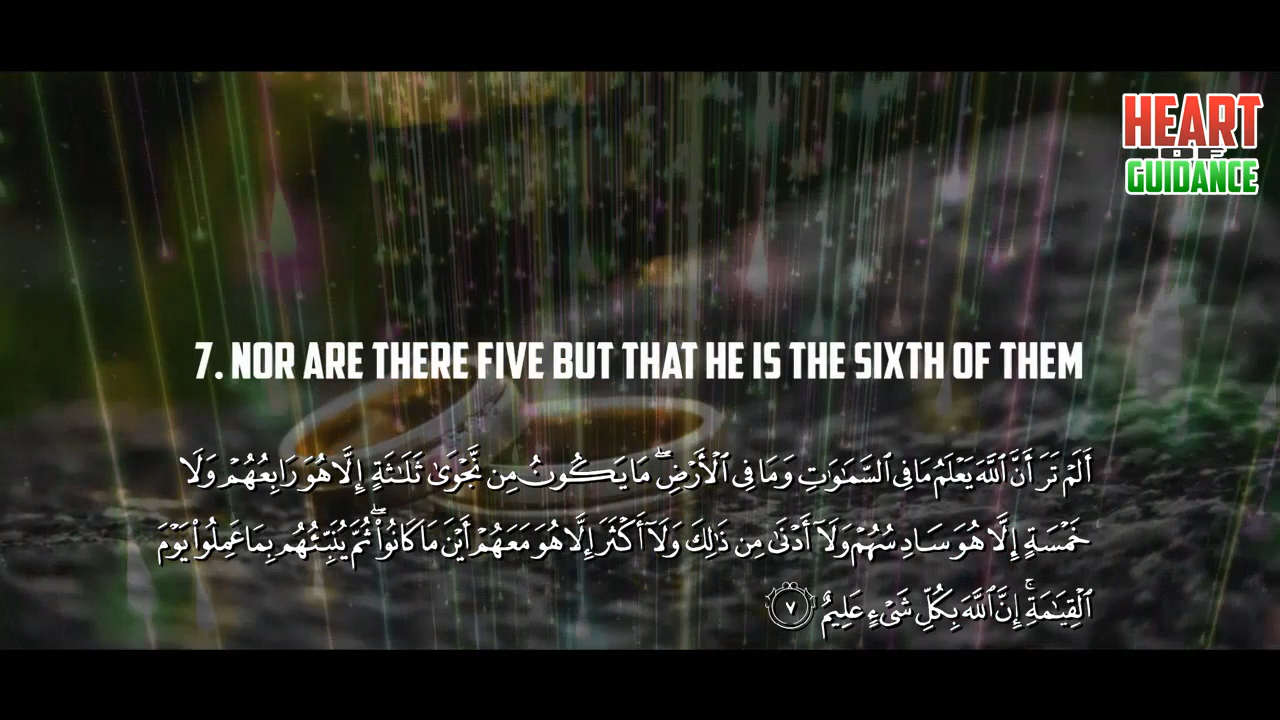 HEART
OF
GUIDANCE
7. NOR ARE THERE FIVE BUT THAT HE IS THE SIXTH OF THEM
أَلَمْ تَرَ أَنَّ ٱللَّهَ يَعْلَمُ مَا فِى ٱلسَّمَـٰوَٰتِ وَمَا فِى ٱلْأَرْضِ ۖ مَا يَكُونُ مِن نَّجْوَىٰ ثَلَـٰثَةٍ إِلَّا هُوَ رَابِعُهُمْ وَلَا
خَمْسَةٍ إِلَّا هُوَ سَادِسُهُمْ وَلَآ أَدْنَىٰ مِن ذَٰلِكَ وَلَآ أَكْثَرَ إِلَّا هُوَ مَعَهُمْ أَيْنَ مَا كَانُوا۟ ۖ ثُمَّ يُنَبِّئُهُم بِمَا عَمِلُوا۟ يَوْمَ
ٱلْقِيَـٰمَةِ ۚ إِنَّ ٱللَّهَ بِكُلِّ شَىْءٍ عَلِيمٌ ٧